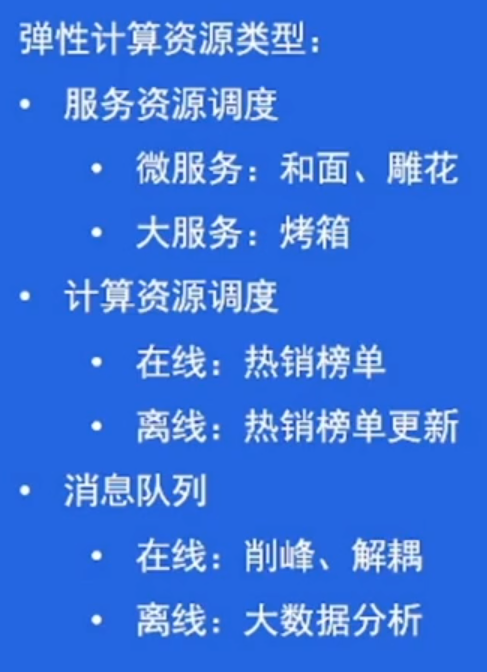 弹性计算资源类型：
• 服务资源调度
• 微服务：和面、雕花
• 大服务：烤箱
• 计算资源调度
• 在线：热销榜单
• 离线：热销榜单更新
• 消息队列
• 在线：削峰、解耦
• 离线：大数据分析